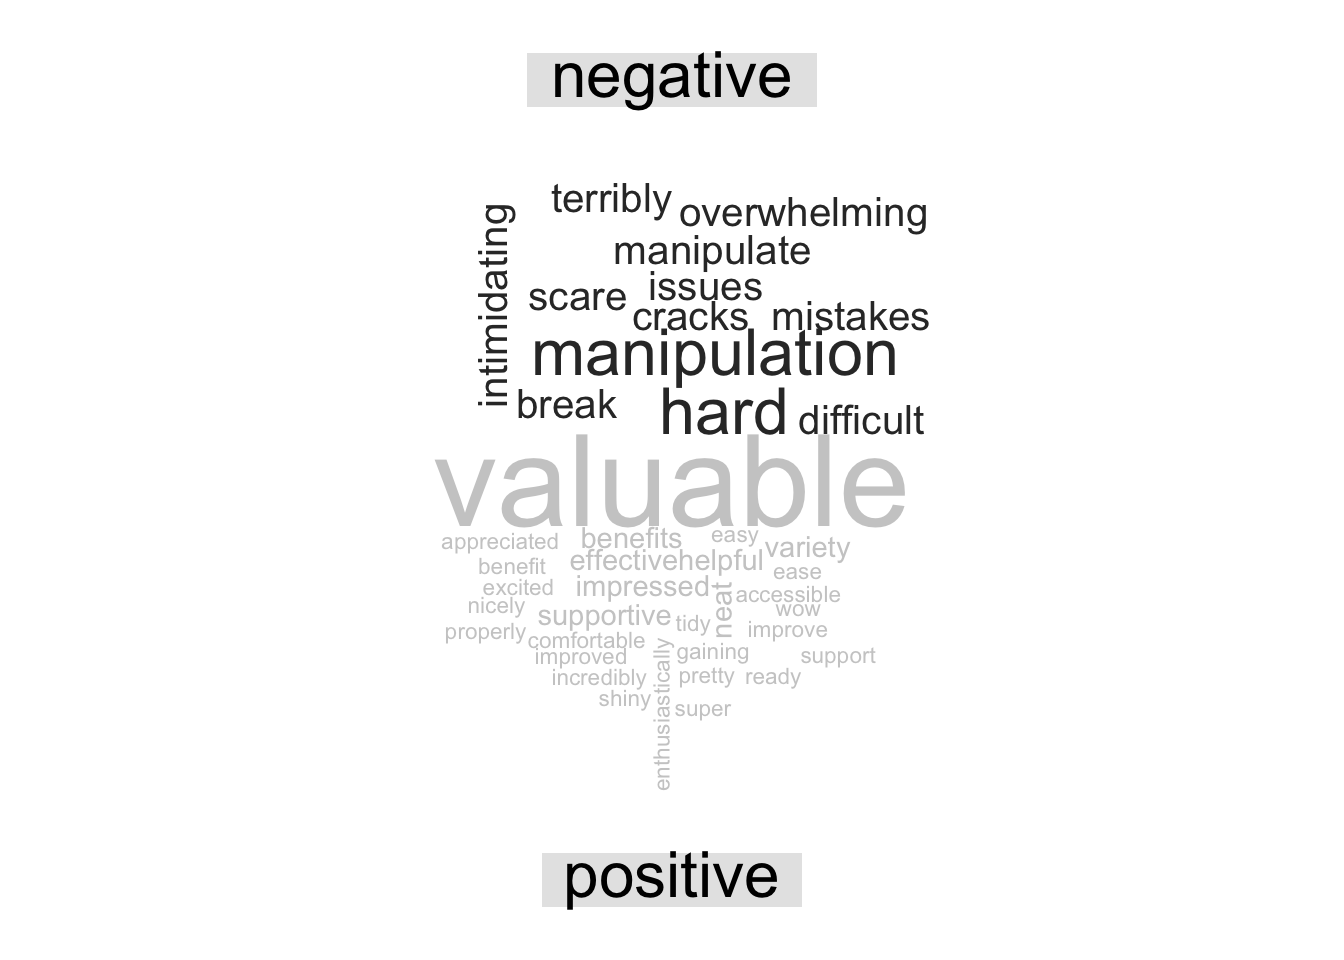 negative
terribly
overwhelming
intimidating
manipulate
issues
scare
cracks
mistakes
manipulation
break
hard
difficult
valuable
appreciated
benefits
easy
variety
effective
helpful
benefit
ease
excited
impressed
neat
accessible
nicely
wow
supportive
tidy
improve
properly
comfortable
gaining
improved
support
incredibly
pretty
ready
enthusiastically
shiny
super
positive